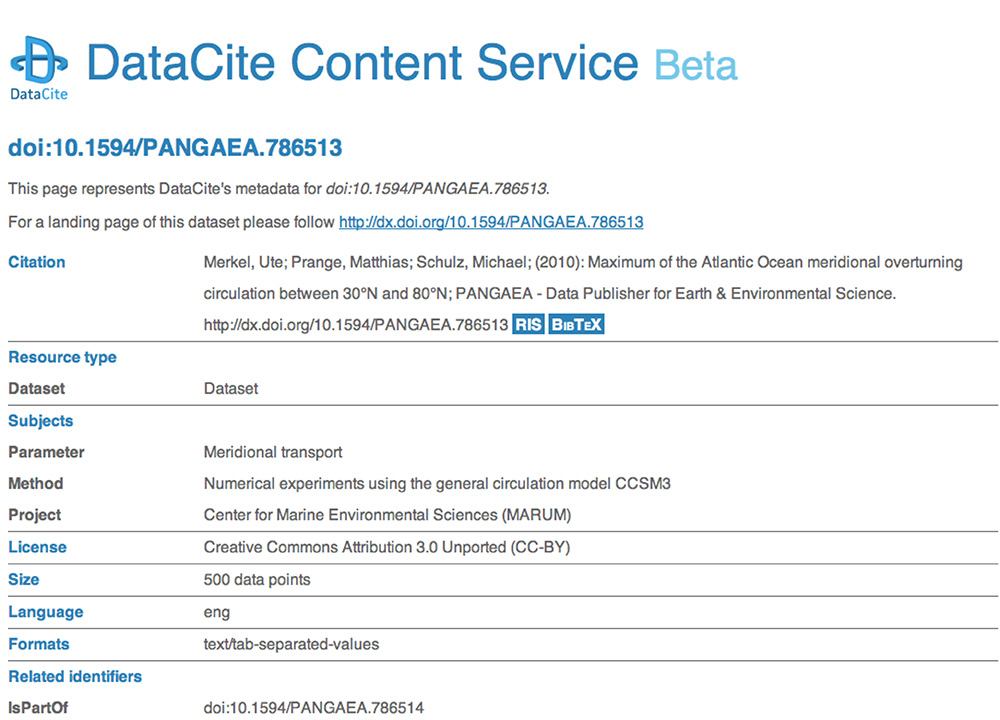 DataCite
DataCite Content Service Beta
doi:10.1594/PANGAEA.786513
This page represents DataCite's metadata for doi:10.1594/PANGAEA.786513.
For a landing page of this dataset please follow http://dx.doi.org/10.1594/PANGAEA.786513
Citation Merkel, Ute; Prange, Matthias; Schulz, Michael; (2010): Maximum of the Atlantic Ocean meridional overturning
circulation between 30°N and 80°N; PANGAEA - Data Publisher for Earth & Environmental Science.
http://dx.doi.org/10.1594/PANGAEA.786513 RIS BIBTEX
Resource type
Dataset Dataset
Subjects
Parameter Meridional transport
Method Numerical experiments using the general circulation model CCSM3
Project Center for Marine Environmental Sciences (MARUM)
License Creative Commons Attribution 3.0 Unported (CC-BY)
Size 500 data points
Language eng
Formats text/tab-separated-values
Related identifiers
IsPartOf doi:10.1594/PANGAEA.786514